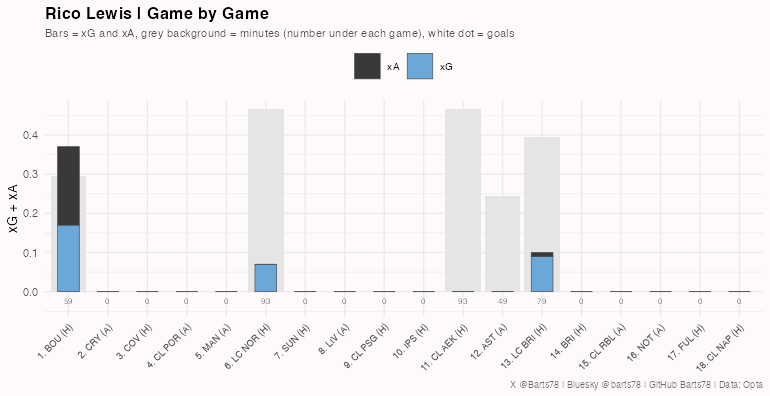 Rico Lewis | Game by Game
Bars = xG and xA, grey background = minutes (number under each game), white dot = goals
xA xG
xG + xA
0.4
0.3
0.2
0.1
0.0
59 0 0 0 0 93 0 0 0 0 93 49 79 0 0 0 0 0
1. BOU (H)
2. CRY (A)
3. COV (H)
4. CL POR (A)
5. MAN (A)
6. LC NOR (H)
7. SUN (H)
8. LIV (A)
9. CL PSG (H)
10. IPS (H)
11. CL AEK (H)
12. AST (A)
13. LC BRI (H)
14. BRI (H)
15. CL RBL (A)
16. NOT (A)
17. FUL (H)
18. CL NAP (H)
X @Barts78 | Bluesky @barts78 | GitHub Barts78 | Data: Opta